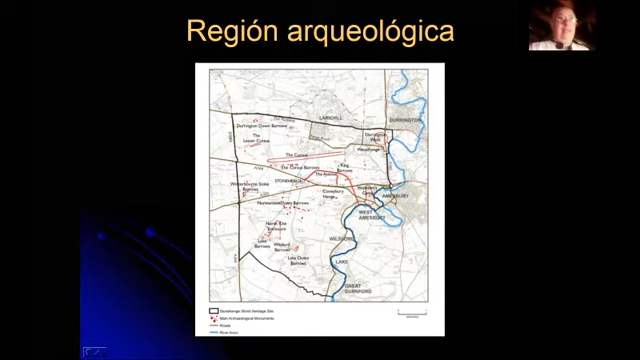 Región arqueológica
LARKHILL
DURRINGTON
Durrington Down Barrows
The
Lesser Cursus
Durrington
Walls
Woodhenge
The Cursus
The Cursus Barrows
King
Barrows
The Avenue
STONEHENGE
Winterbourne Stoke
Barrows
Coneybury
Henge
AMESBURY
Normanton Down Barrows
WEST
AMESBURY
WILSFORD
Lake
Barrows
Wilsford
Barrows
Lake Down
Barrows
LAKE
GREAT
DURNFORD
Stonehenge World Heritage Site
Main Archaeological Monuments
Roads
River Avon